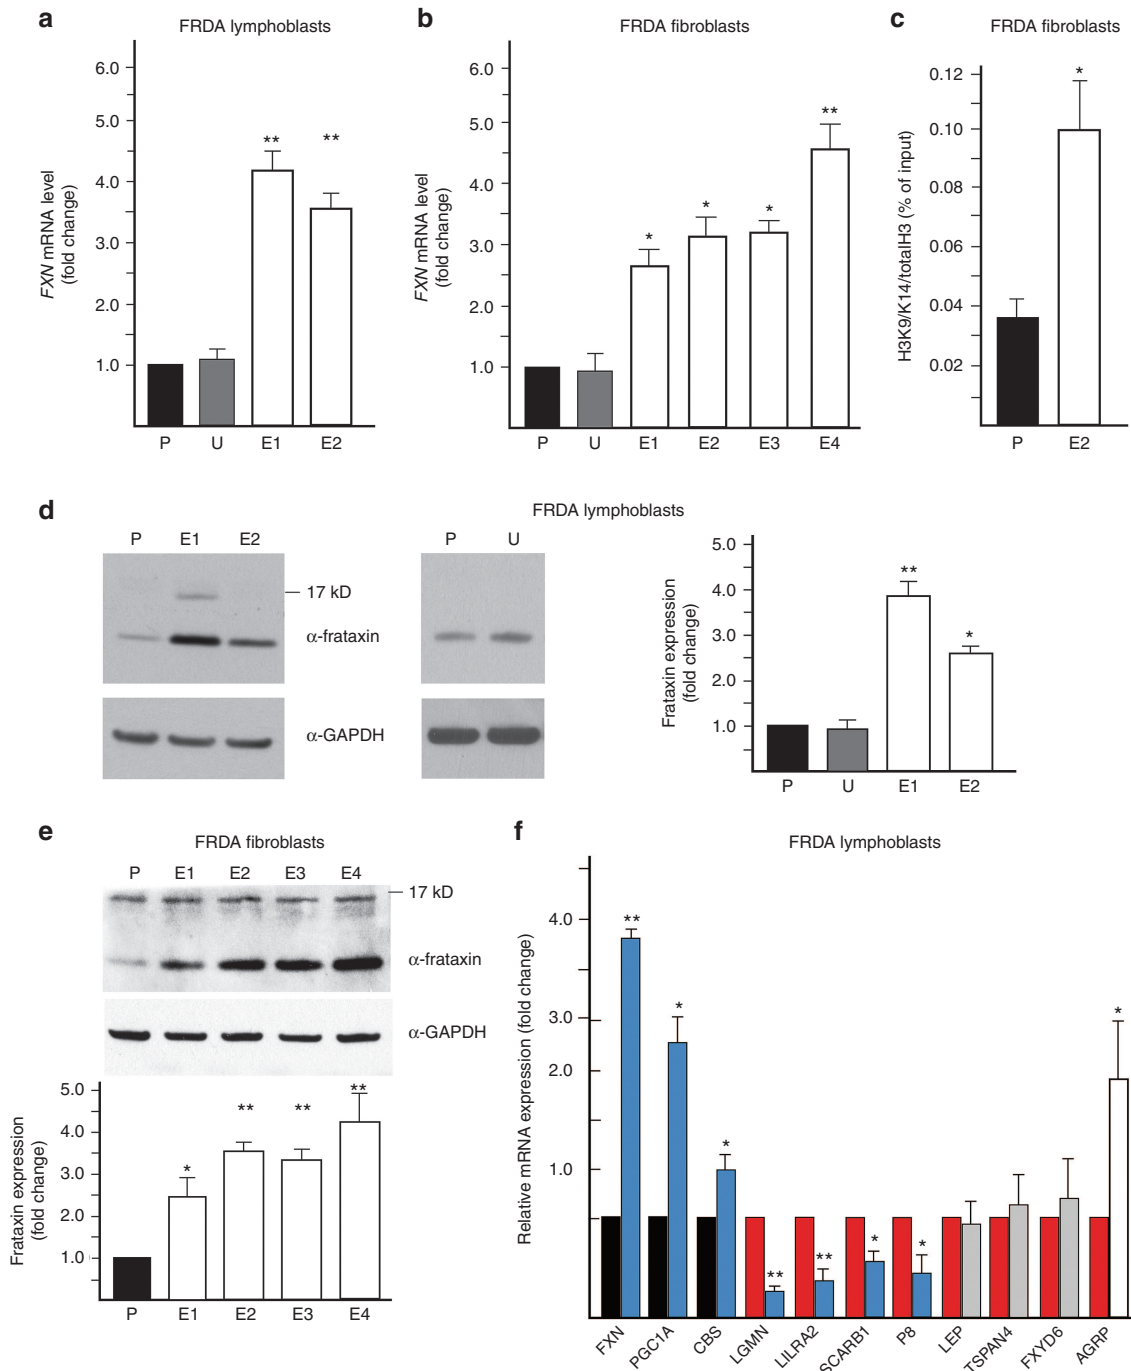 a
FRDA lymphoblasts
FXN mRNA level
(fold change)
6.0
5.0
4.0
3.0
2.0
1.0
**
**
P U E1 E2
b
FRDA fibroblasts
FXN mRNA level
(fold change)
6.0
5.0
4.0
3.0
2.0
1.0
*
*
*
**
P U E1 E2 E3 E4
c
FRDA fibroblasts
H3K9/K14/totalH3 (% of input)
0.12
0.10
0.08
0.06
0.04
0.02
*
P E2
d
FRDA lymphoblasts
P E1 E2
17 kD
α-frataxin
α-GAPDH
P U
Frataxin expression
(fold change)
5.0
4.0
3.0
2.0
1.0
**
*
P U E1 E2
e
FRDA fibroblasts
P E1 E2 E3 E4
17 kD
α-frataxin
α-GAPDH
Frataxin expression
(fold change)
5.0
4.0
3.0
2.0
1.0
*
**
**
**
P E1 E2 E3 E4
f
FRDA lymphoblasts
Relative mRNA expression (fold change)
4.0
3.0
2.0
1.0
**
*
*
**
**
*
*
*
FXN PGC1A CBS LGMN LILRA2 SCARB1 P8 LEP TSPAN4 FXYD6 AGRP